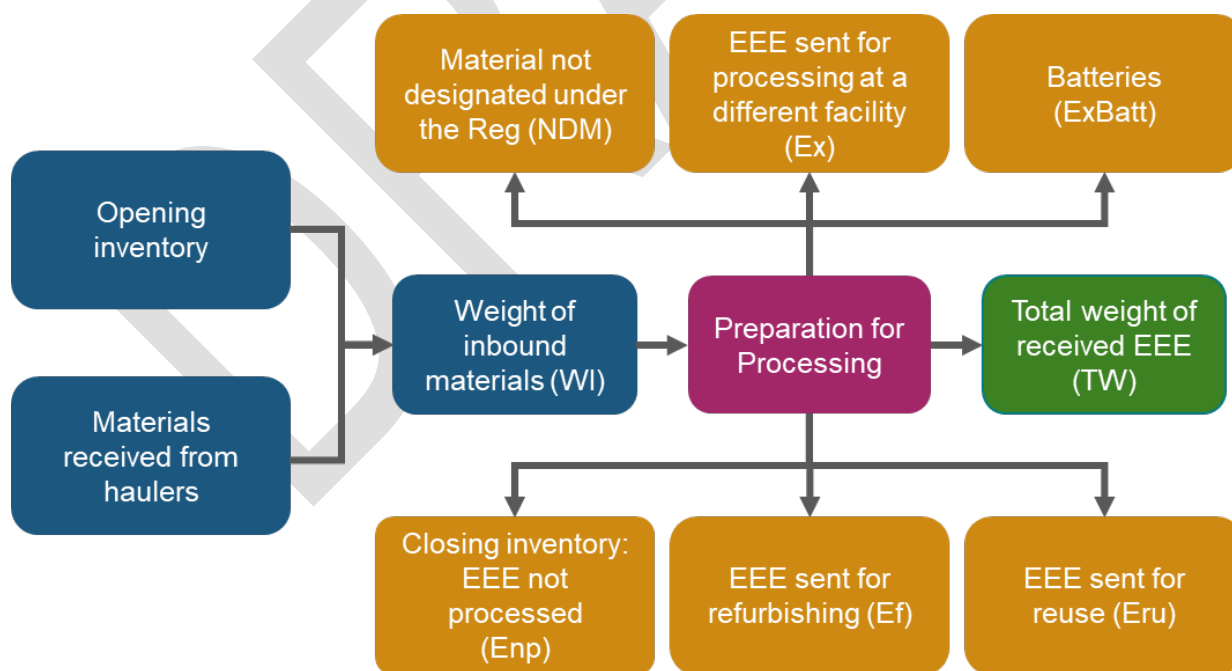 Material not
designated under
the Reg (NDM)
EEE sent for
processing at a
different facility
(Ex)
Batteries
(ExBatt)
Opening
inventory
Materials
received from
haulers
Weight of
inbound
materials (WI)
Preparation for
Processing
Total weight of
received EEE
(TW)
Closing inventory:
EEE not
processed
(Enp)
EEE sent for
refurbishing (Ef)
EEE sent for
reuse (Eru)